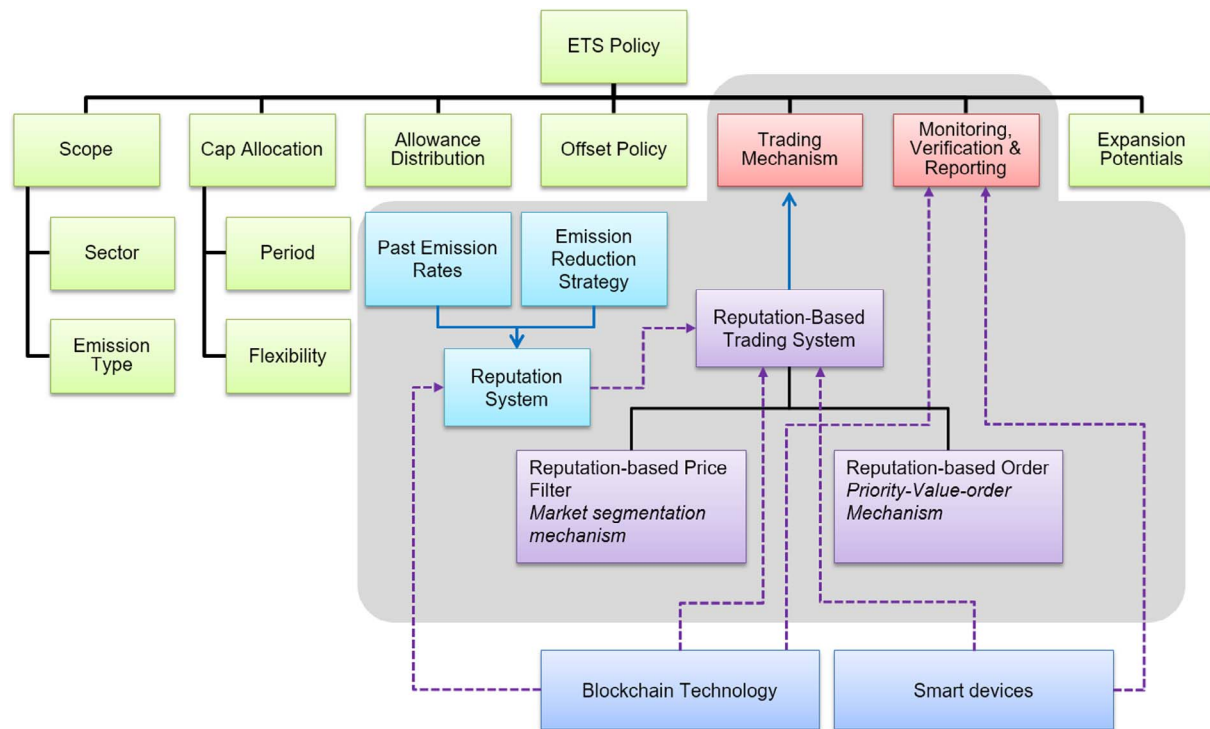 ETS Policy
Scope
Cap Allocation
Allowance
Distribution
Offset Policy
Trading
Mechanism
Monitoring,
Verification &
Reporting
Expansion
Potentials
Sector
Period
Past Emission
Rates
Emission
Reduction
Strategy
Emission
Type
Flexibility
Reputation
System
Reputation-Based
Trading System
Reputation-based Price
Filter
Market segmentation
mechanism
Reputation-based Order
Priority-Value-order
Mechanism
Blockchain Technology
Smart devices